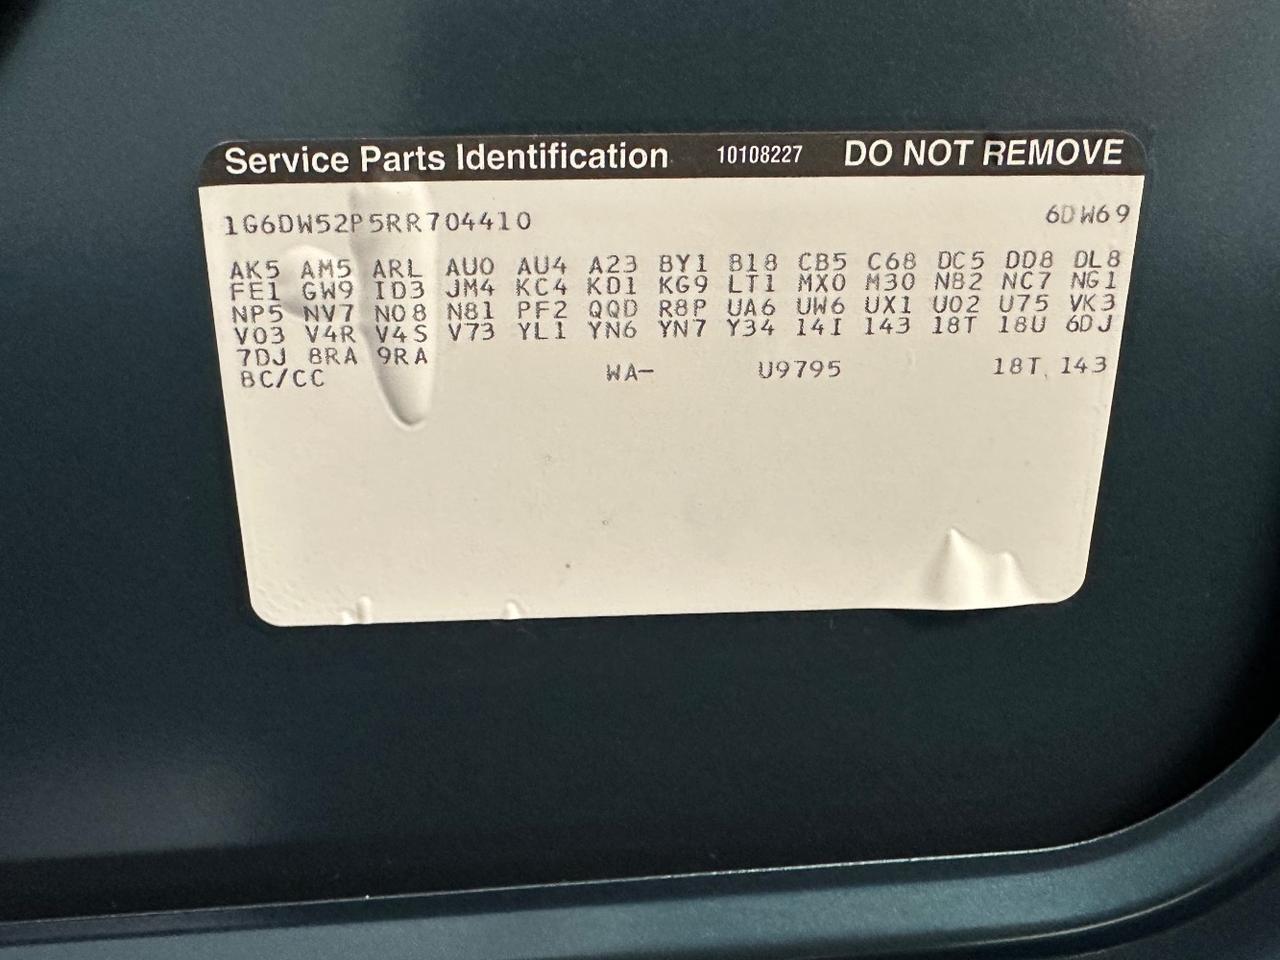 Service Parts Identification 10108227 DO NOT REMOVE
1G6DW52P5RR704410 6DW69
AK5 AM5 ARL AU0 AU4 A23 BY1 B18 CB5 C68 DC5 DD8 DL8
FE1 GW9 ID3 JM4 KC4 KD1 KG9 LT1 MX0 M30 N82 NC7 NG1
NP5 NV7 N08 N81 PF2 QQD R8P UA6 UW6 UX1 U02 U75 VK3
V03 V4R V4S V73 YL1 YN6 YN7 Y34 14I 143 18T 18U 6DJ
7DJ 8RA 9RA
BC/CC WA- U9795 18T 143